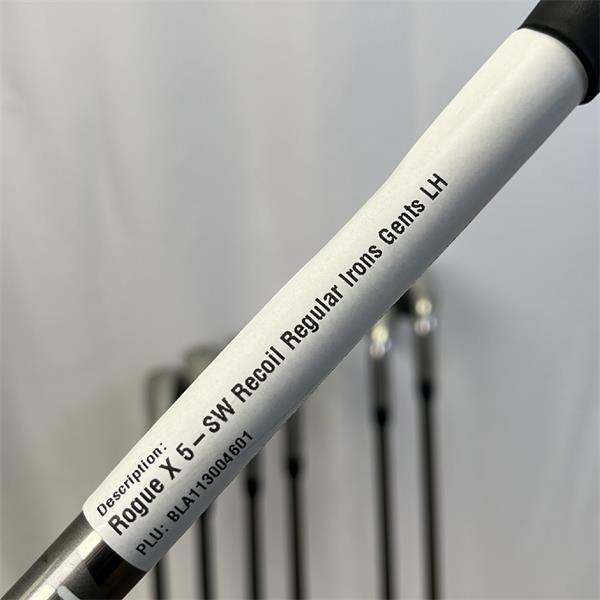 Description:
Rogue X 5 – SW Recoil Regular Irons Gents LH
PLU: BLA113004601